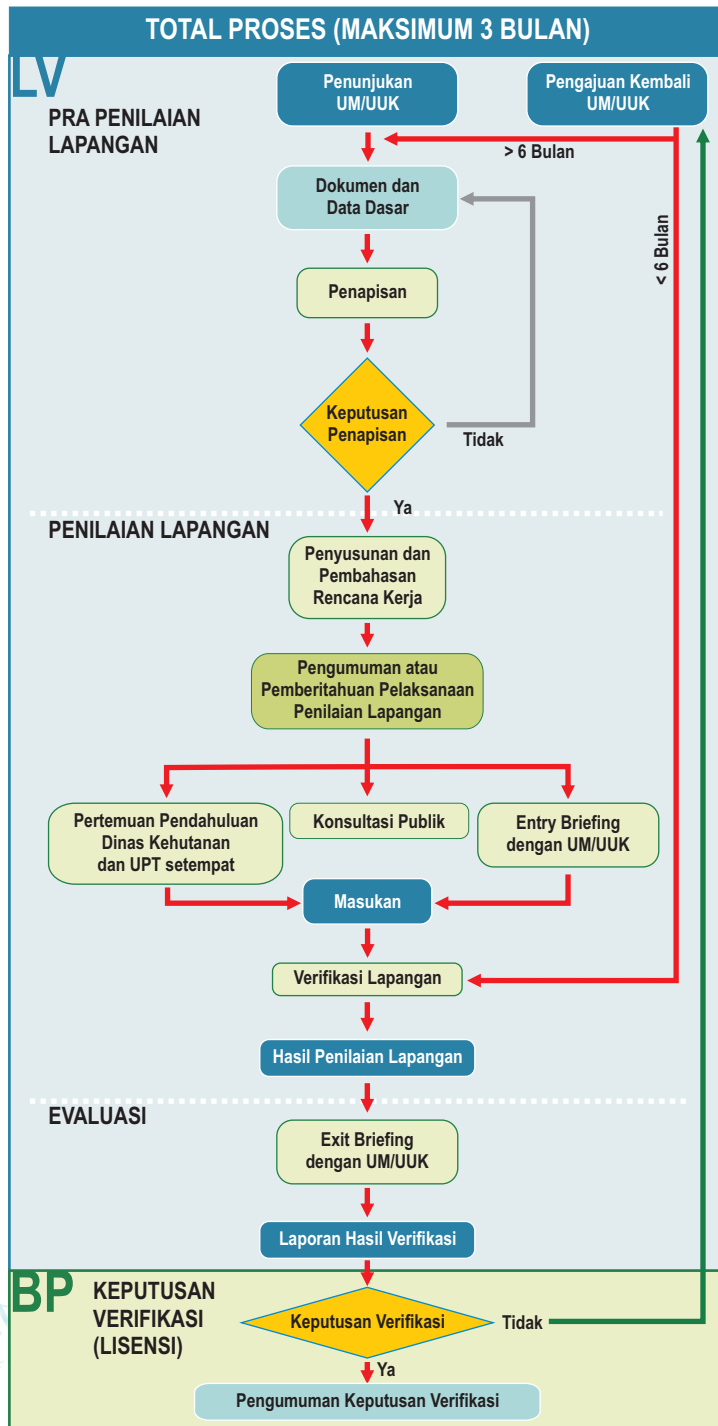 TOTAL PROSES (MAKSIMUM 3 BULAN)
LV
PRA PENILAIAN
LAPANGAN
Penunjukan
UM/UUK
Pengajuan Kembali
UM/UUK
> 6 Bulan
< 6 Bulan
Dokumen dan
Data Dasar
Penapisan
Keputusan
Penapisan
Tidak
Ya
PENILAIAN LAPANGAN
Penyusunan dan
Pembahasan
Rencana Kerja
Pengumuman atau
Pemberitahuan Pelaksanaan
Penilaian Lapangan
Pertemuan Pendahuluan
Dinas Kehutanan
dan UPT setempat
Konsultasi Publik
Entry Briefing
dengan UM/UUK
Masukan
Verifikasi Lapangan
Hasil Penilaian Lapangan
EVALUASI
Exit Briefing
dengan UM/UUK
Laporan Hasil Verifikasi
BP
KEPUTUSAN
VERIFIKASI
(LISENSI)
Keputusan Verifikasi
Tidak
Ya
Pengumuman Keputusan Verifikasi